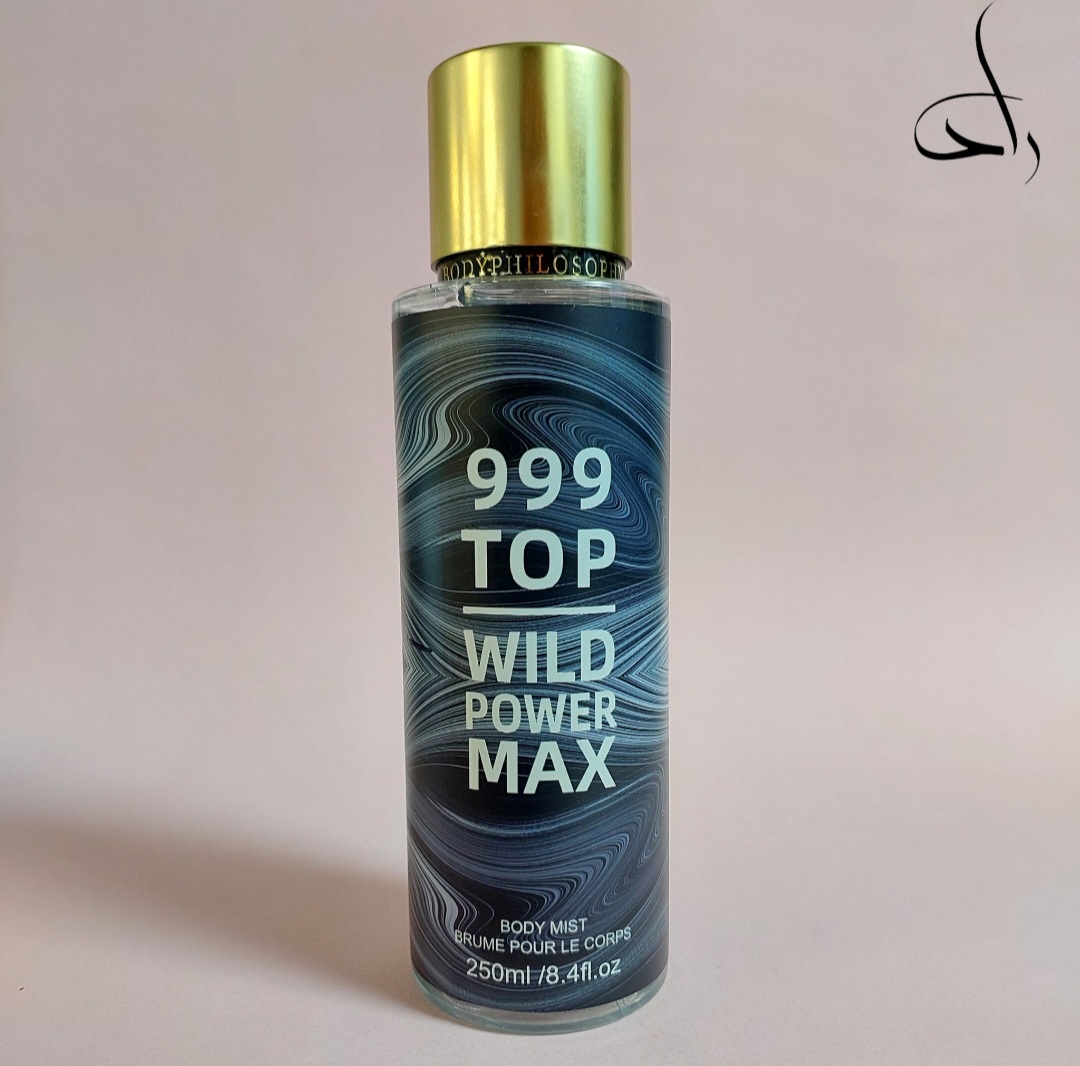 BODYPHILOSOPHY
999
TOP
WILD
POWER
MAX
BODY MIST
BRUME POUR LE CORPS
250ml /8.4fl.oz